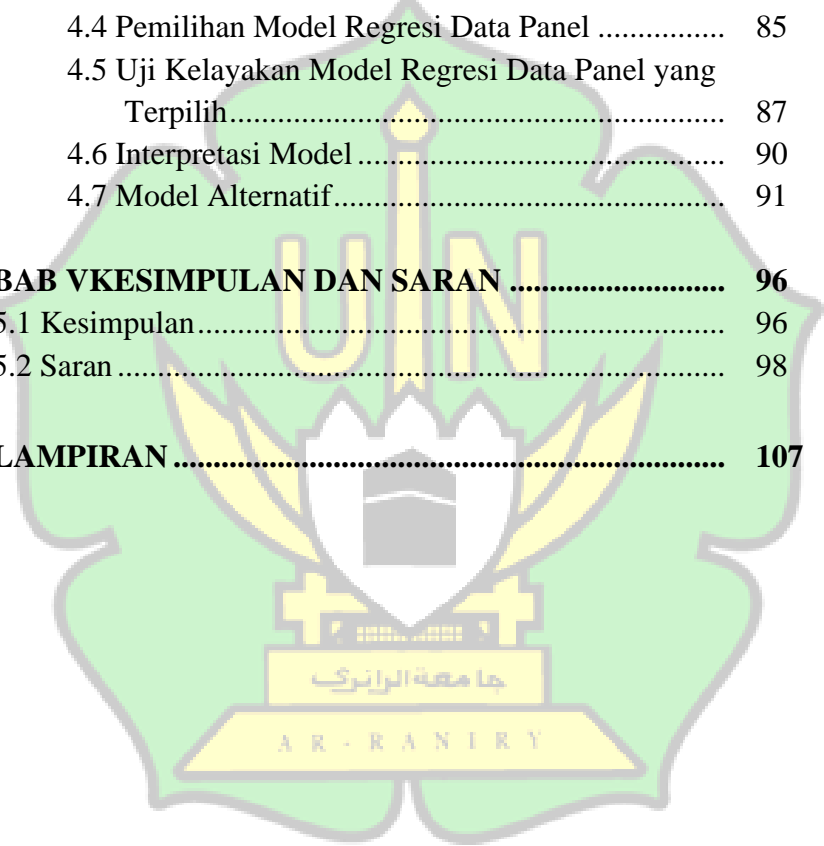 4.4 Pemilihan Model Regresi Data Panel ................ 85
4.5 Uji Kelayakan Model Regresi Data Panel yang
Terpilih.............................................................. 87
4.6 Interpretasi Model .............................................. 90
4.7 Model Alternatif................................................. 91
BAB VKESIMPULAN DAN SARAN ........................... 96
5.1 Kesimpulan.................................................................. 96
5.2 Saran ............................................................................ 98
LAMPIRAN ..................................................................... 107
UIN
جامعة الرانري
AR-RANIRY